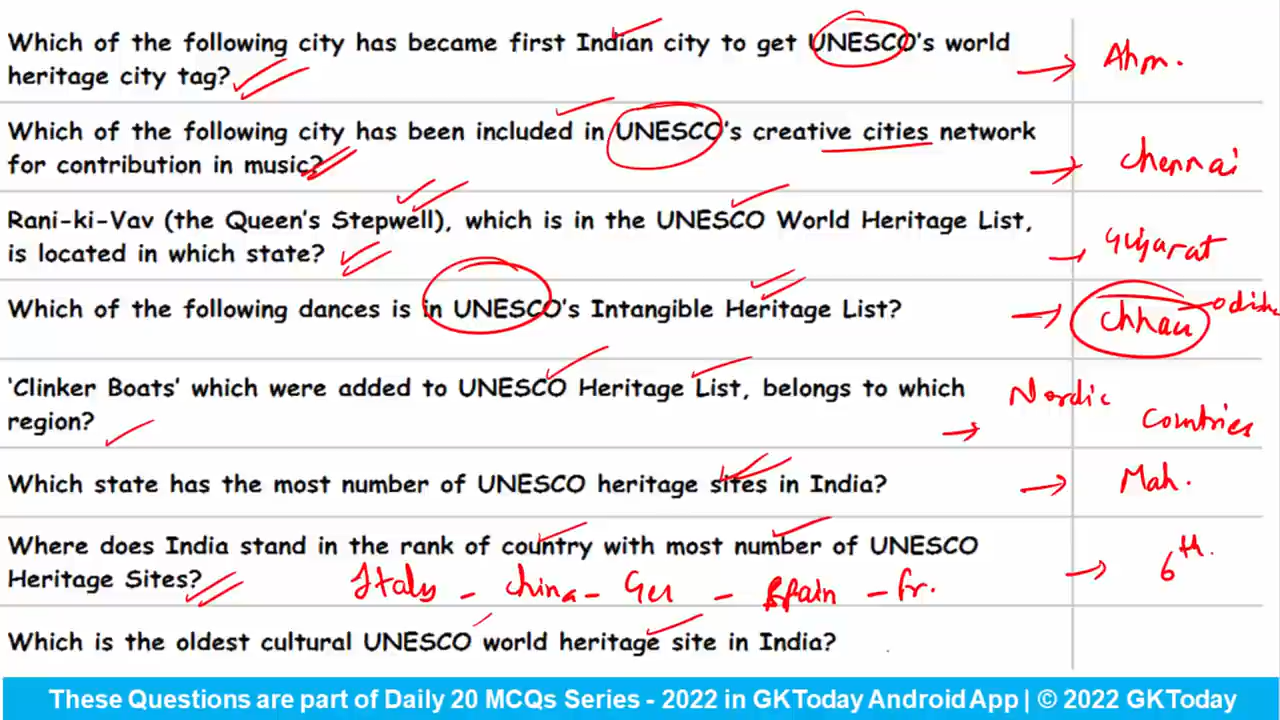 Which of the following city has became first Indian city to get UNESCO's world
heritage city tag?
Ahm.
Which of the following city has been included in UNESCO's creative cities network
for contribution in music?
Chennai
Rani-ki-Vav (the Queen's Stepwell), which is in the UNESCO World Heritage List,
is located in which state?
Gujarat
Which of the following dances is in UNESCO's Intangible Heritage List?
Chhau
'Clinker Boats' which were added to UNESCO Heritage List, belongs to which
region?
Nordic
Countries
Which state has the most number of UNESCO heritage sites in India?
Mah.
Where does India stand in the rank of country with most number of UNESCO
Heritage Sites?
Italy - China - Ger - Spain - Fr.
6th.
Which is the oldest cultural UNESCO world heritage site in India?
These Questions are part of Daily 20 MCQs Series - 2022 in GKToday Android App | © 2022 GKToday